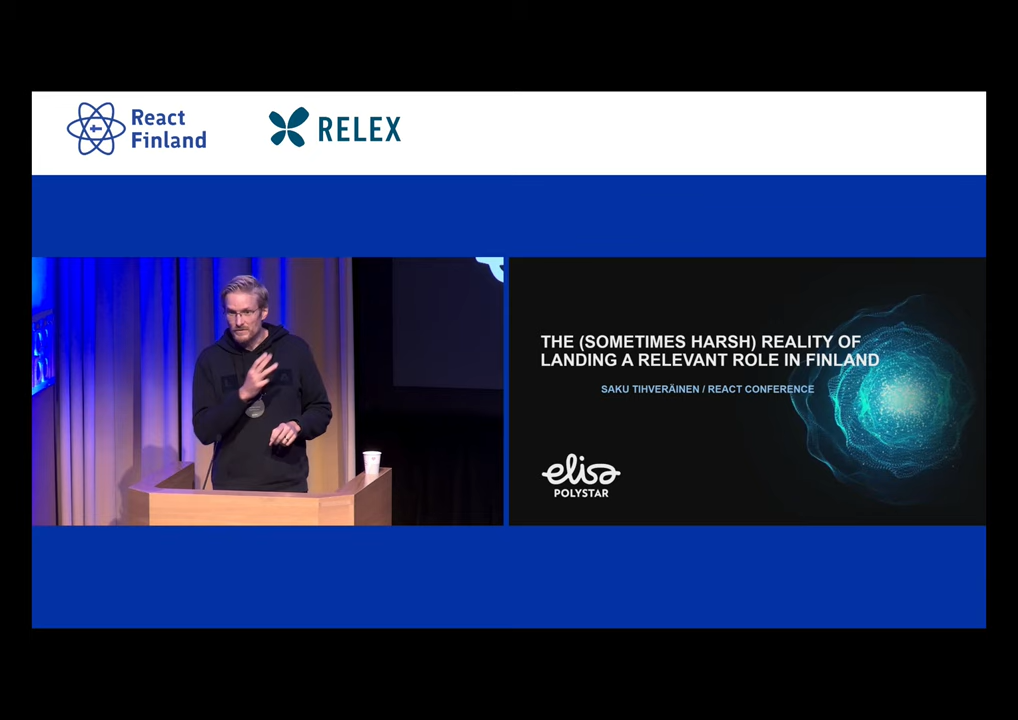 React
Finland
RELEX
THE (SOMETIMES HARSH) REALITY OF
LANDING A RELEVANT ROLE IN FINLAND
SAKU TIHVERÄINEN / REACT CONFERENCE
elisa
POLYSTAR